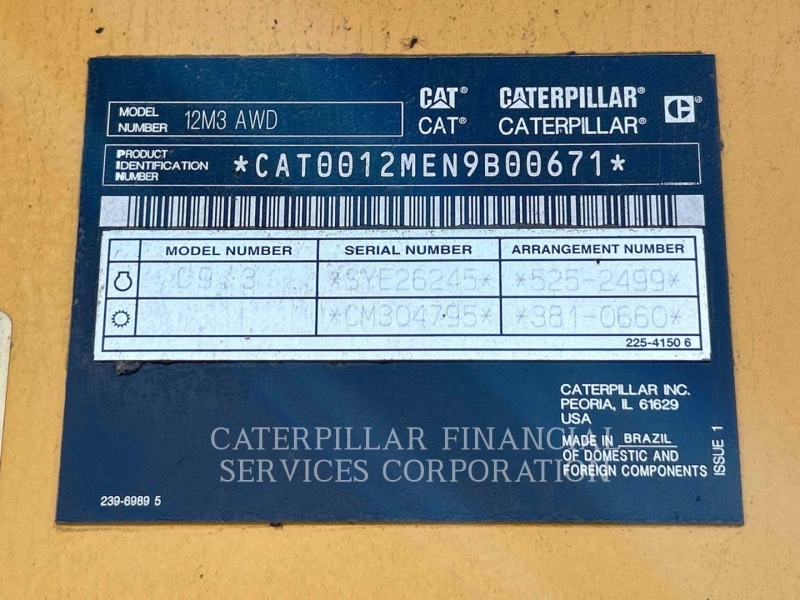 MODEL NUMBER 12M3 AWD
CAT® CATERPILLAR®
CAT® CATERPILLAR®
PRODUCT IDENTIFICATION NUMBER *CAT0012MEN9B00671*
MODEL NUMBER SERIAL NUMBER ARRANGEMENT NUMBER
*SYE26245* *525-2499*
*CM304795* *381-0660*
225-4150 6
CATERPILLAR INC.
PEORIA, IL 61629
USA
MADE IN BRAZIL
OF DOMESTIC AND
FOREIGN COMPONENTS
ISSUE 1
239-6989 5
CATERPILLAR FINANCIAL
SERVICES CORPORATION